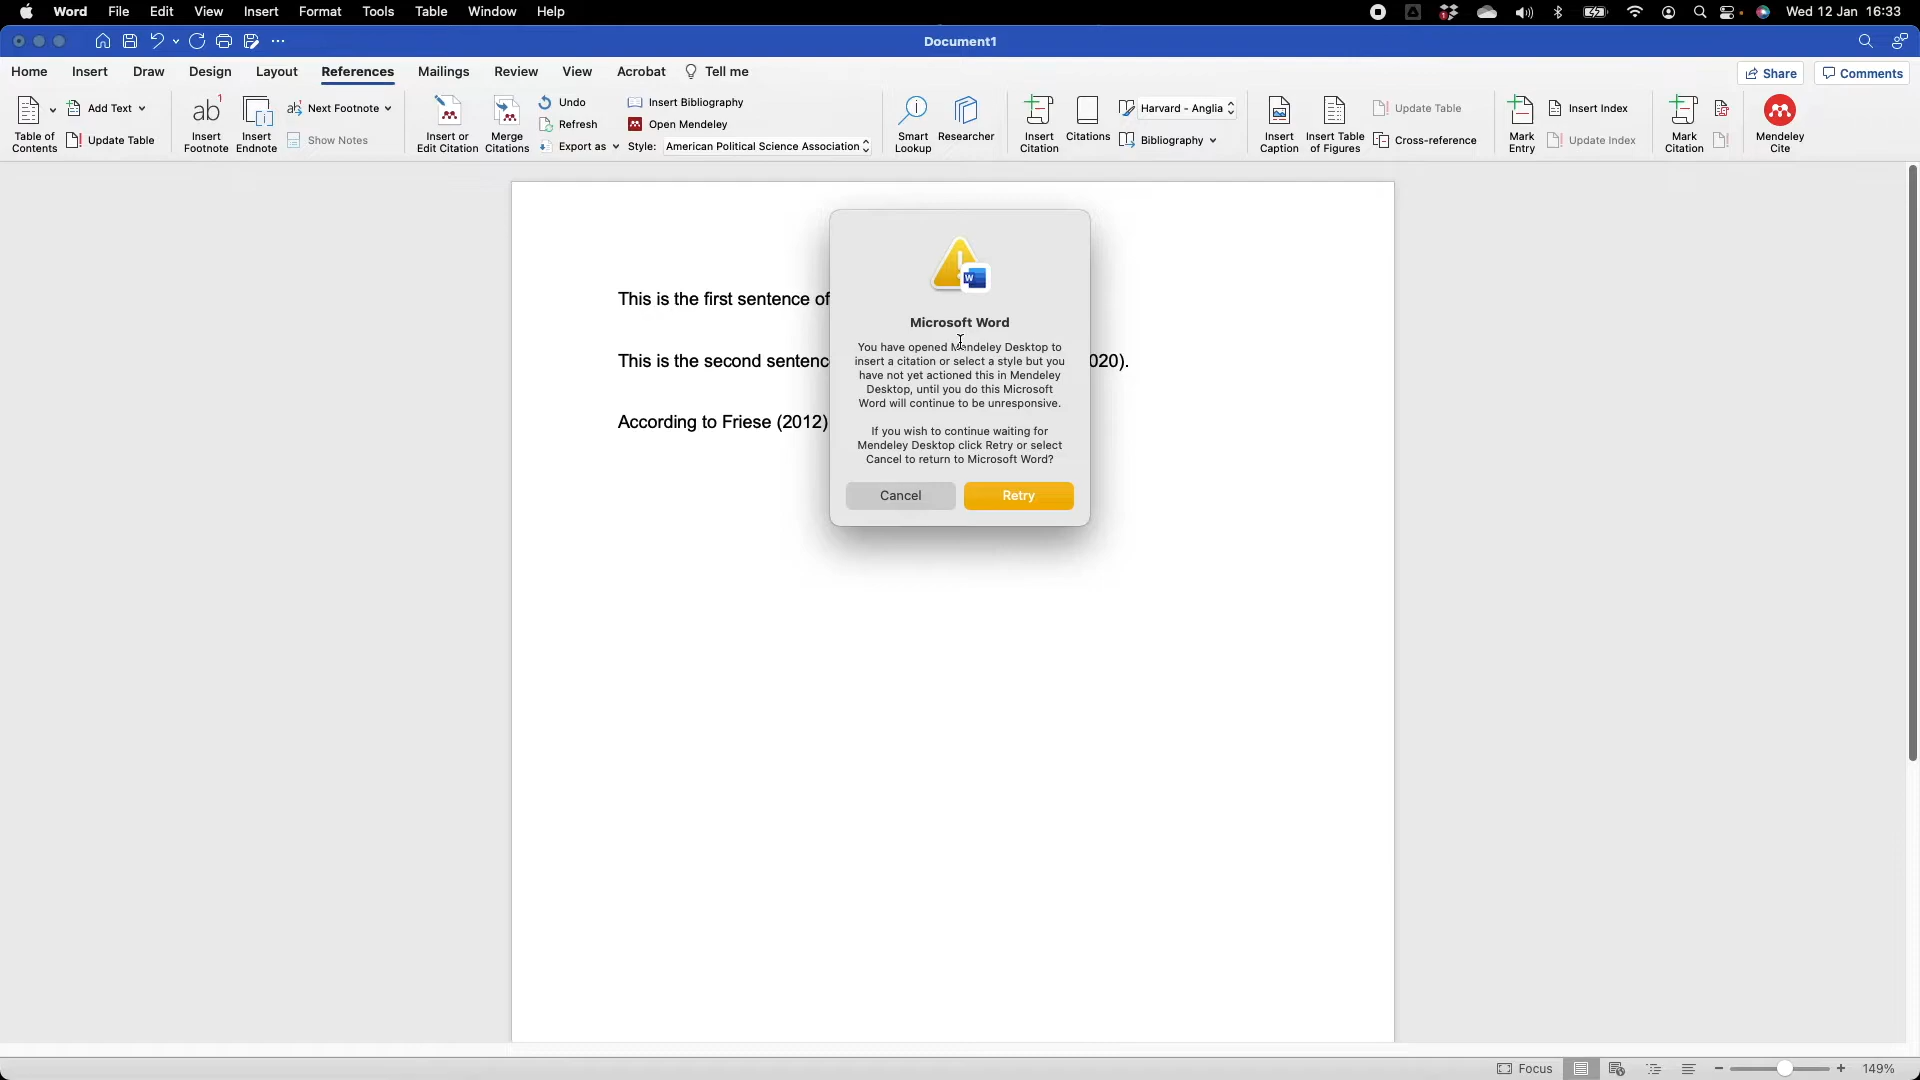 Word File Edit View Insert Format Tools Table Window Help Wed 12 Jan 16:33
Document1
Home Insert Draw Design Layout References Mailings Review View Acrobat Tell me Share Comments
Table of Contents
Add Text
Update Table
Insert Footnote
Insert Endnote
Next Footnote
Show Notes
Insert or Edit Citation
Merge Citations
Undo
Refresh
Export as
Insert Bibliography
Open Mendeley
Style: American Political Science Association
Smart Lookup
Researcher
Insert Citation
Citations
Harvard - Anglia
Bibliography
Insert Caption
Insert Table of Figures
Update Table
Cross-reference
Mark Entry
Insert Index
Update Index
Mark Citation
Mendeley Cite
This is the first sentence of
This is the second sentenc 020).
According to Friese (2012)
Microsoft Word
You have opened Mendeley Desktop to
insert a citation or select a style but you
have not yet actioned this in Mendeley
Desktop, until you do this Microsoft
Word will continue to be unresponsive.
If you wish to continue waiting for
Mendeley Desktop click Retry or select
Cancel to return to Microsoft Word?
Cancel Retry
Focus 149%